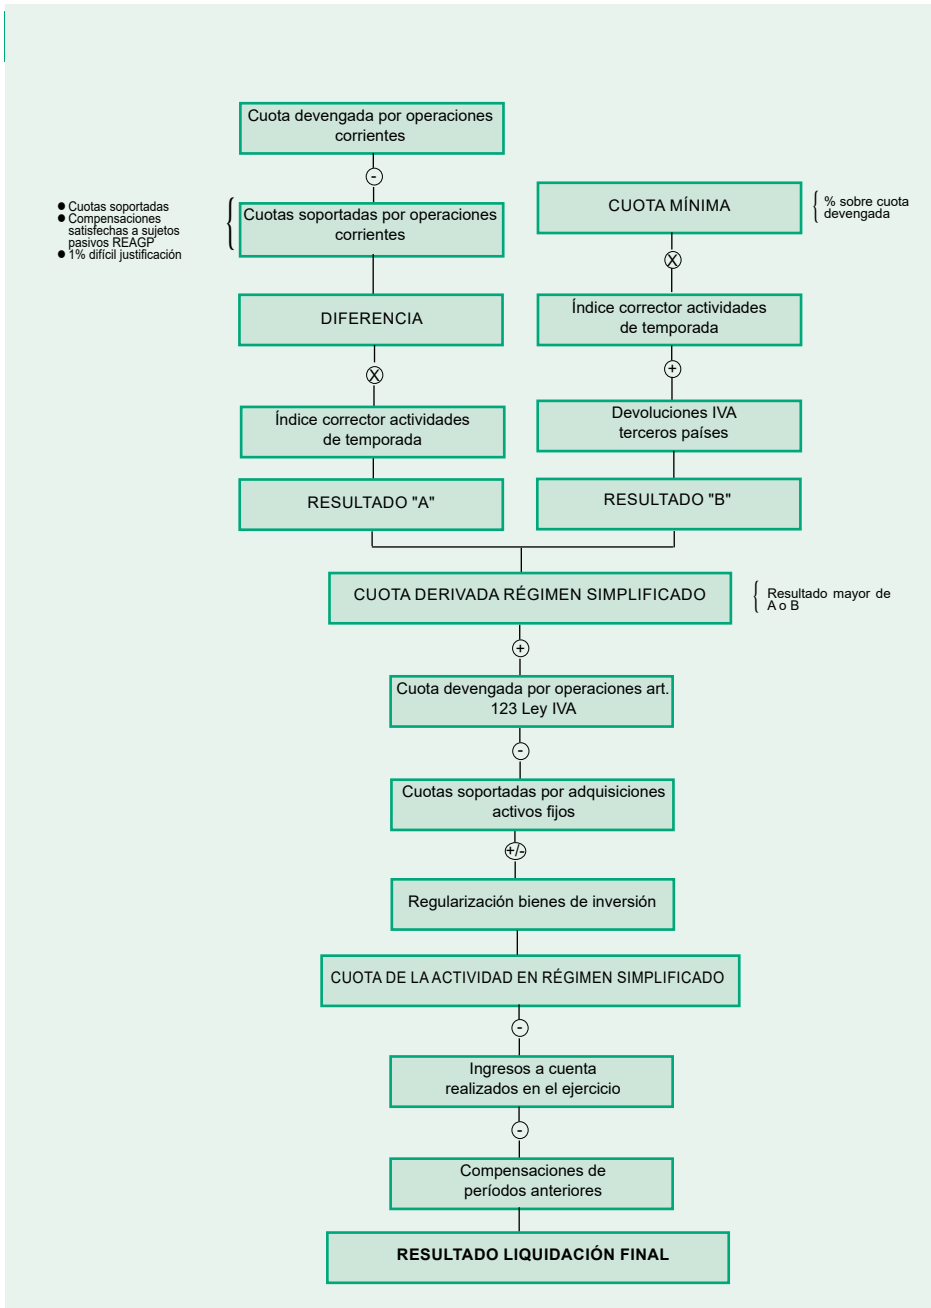 Cuota devengada por operaciones
corrientes
-
● Cuotas soportadas
● Compensaciones
satisfechas a sujetos
pasivos REAGP
● 1% difícil justificación
Cuotas soportadas por operaciones
corrientes
DIFERENCIA
X
Índice corrector actividades
de temporada
RESULTADO "A"
CUOTA MÍNIMA
% sobre cuota
devengada
X
Índice corrector actividades
de temporada
+
Devoluciones IVA
terceros países
RESULTADO "B"
CUOTA DERIVADA RÉGIMEN SIMPLIFICADO
Resultado mayor de
A o B
+
Cuota devengada por operaciones art.
123 Ley IVA
-
Cuotas soportadas por adquisiciones
activos fijos
+/-
Regularización bienes de inversión
CUOTA DE LA ACTIVIDAD EN RÉGIMEN SIMPLIFICADO
-
Ingresos a cuenta
realizados en el ejercicio
-
Compensaciones de
períodos anteriores
RESULTADO LIQUIDACIÓN FINAL